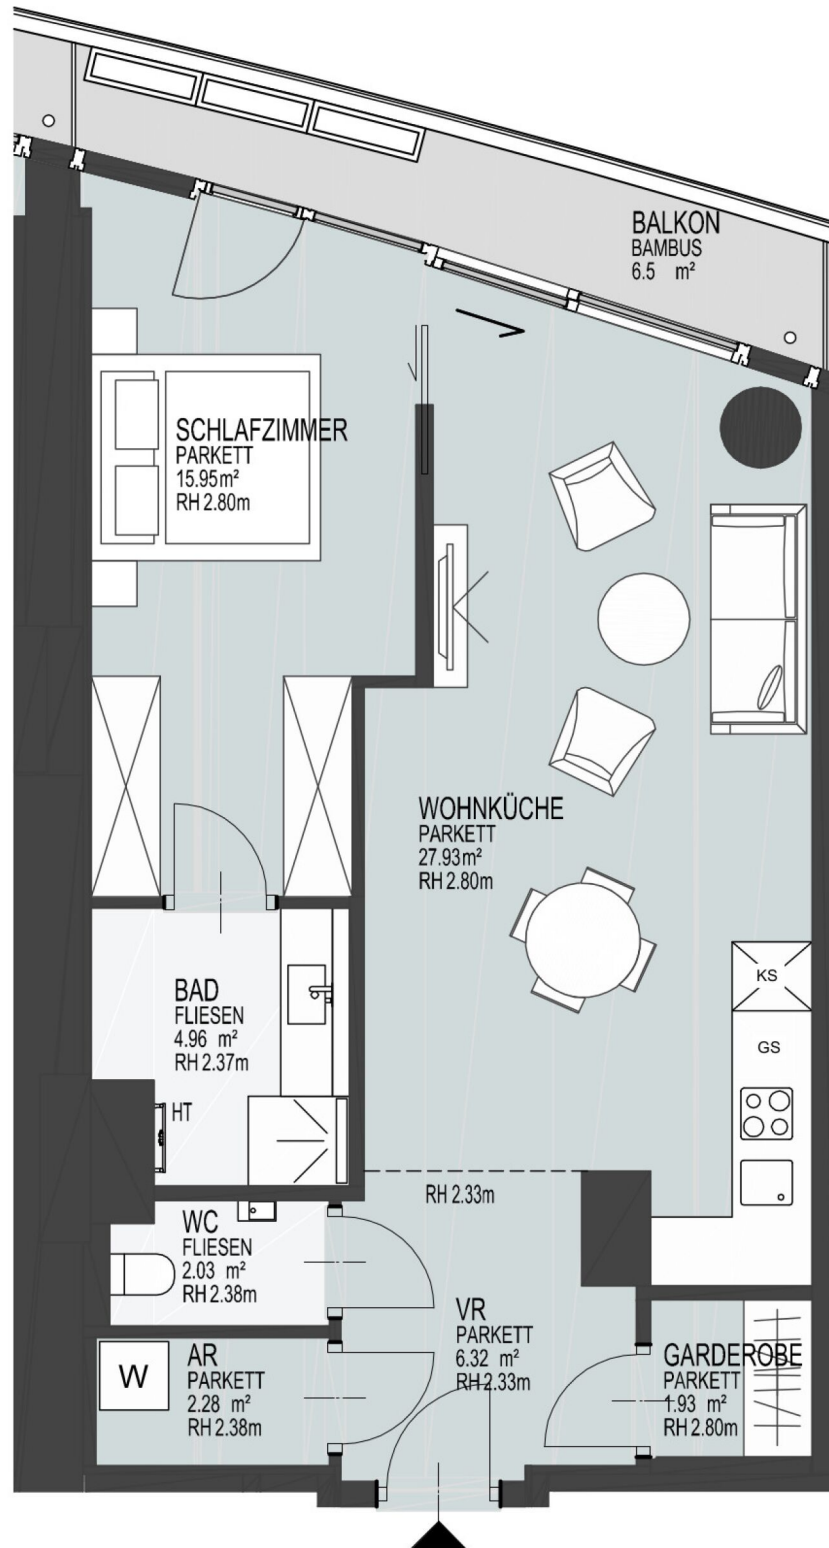 BALKON
BAMBUS
6.5 m²
SCHLAFZIMMER
PARKETT
15.95m²
RH 2.80m
WOHNKÜCHE
PARKETT
27.93m²
RH 2.80m
KS
GS
BAD
FLIESEN
4.96 m²
RH 2.37m
HT
RH 2.33m
WC
FLIESEN
2.03 m²
RH 2.38m
VR
PARKETT
6.32 m²
RH 2.33m
W
AR
PARKETT
2.28 m²
RH 2.38m
GARDEROBE
PARKETT
1.93 m²
RH 2.80m